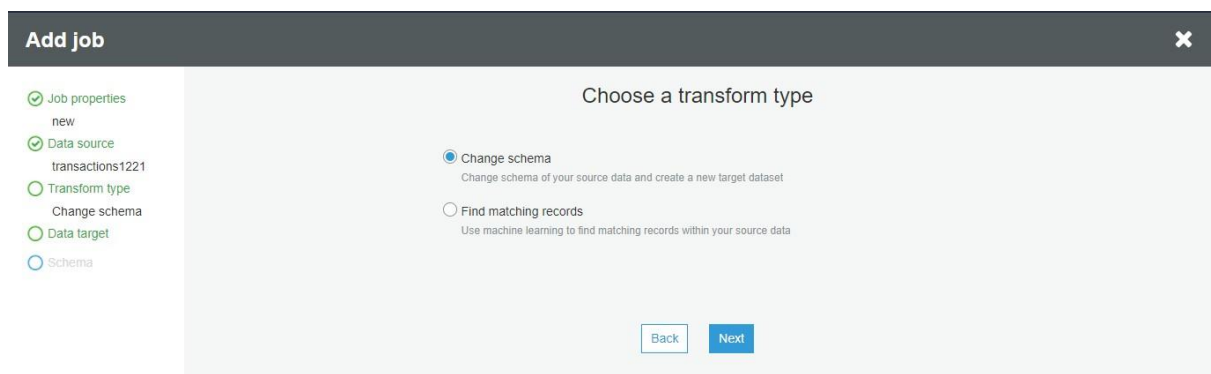 Add job
Job properties
new
Data source
transactions1221
Transform type
Change schema
Data target
Schema
Choose a transform type
Change schema
Change schema of your source data and create a new target dataset
Find matching records
Use machine learning to find matching records within your source data
Back
Next